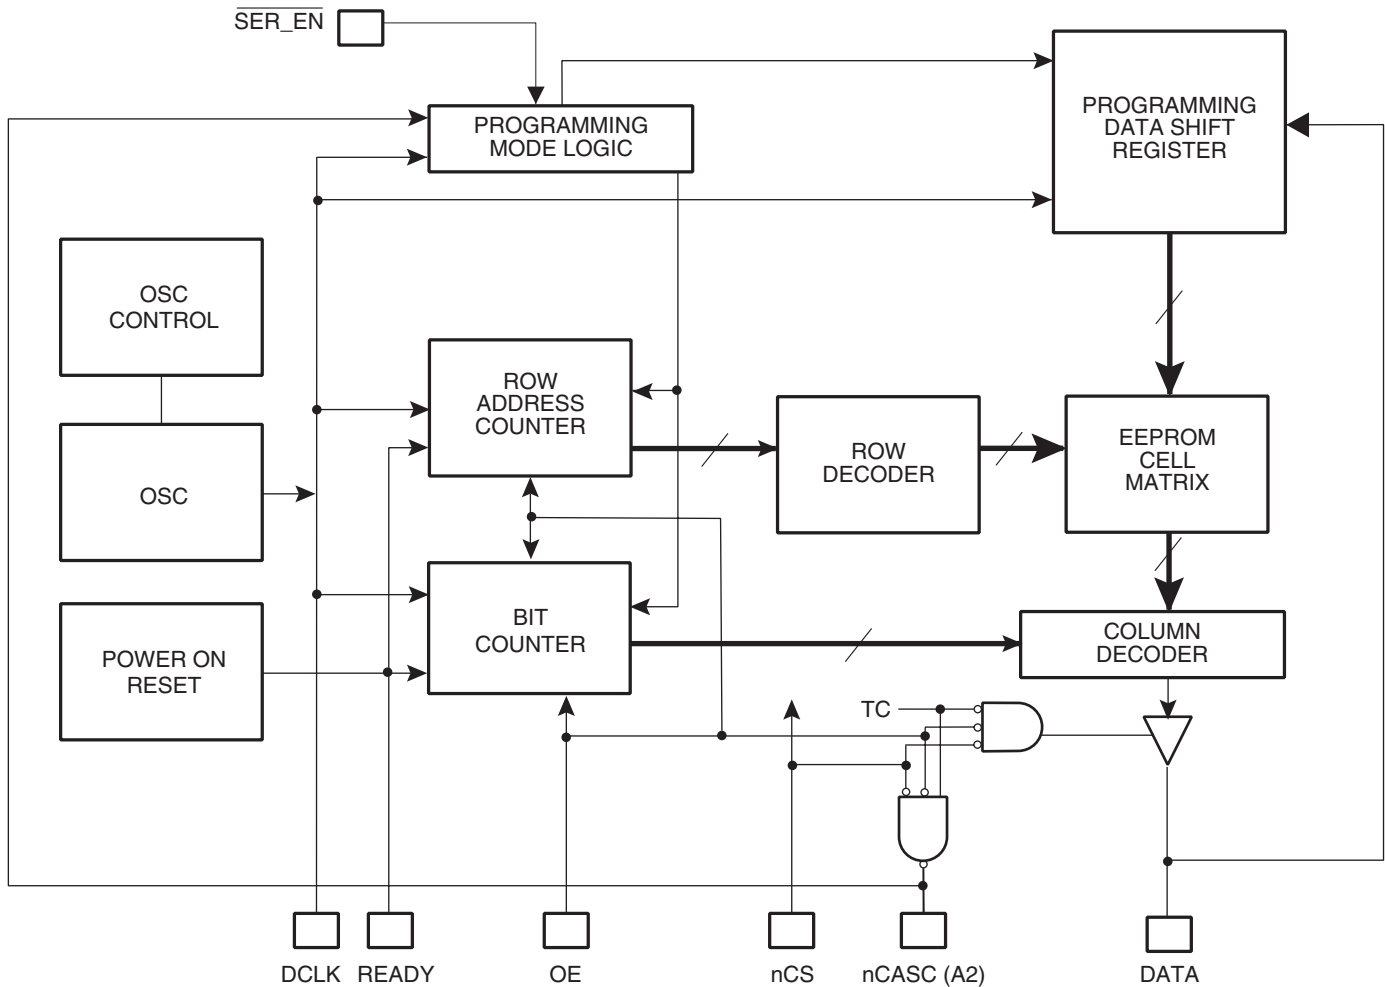 SER_EN
PROGRAMMING
MODE LOGIC
PROGRAMMING
DATA SHIFT
REGISTER
OSC
CONTROL
ROW
ADDRESS
COUNTER
ROW
DECODER
EEPROM
CELL
MATRIX
OSC
BIT
COUNTER
COLUMN
DECODER
POWER ON
RESET
TC
DCLK
READY
OE
nCS
nCASC (A2)
DATA